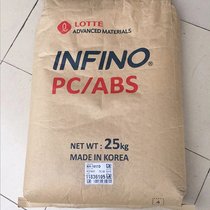 LOTTE
ADVANCED MATERIALS
INFINO®
PC/ABS
NET WT : 25kg
MADE IN KOREA